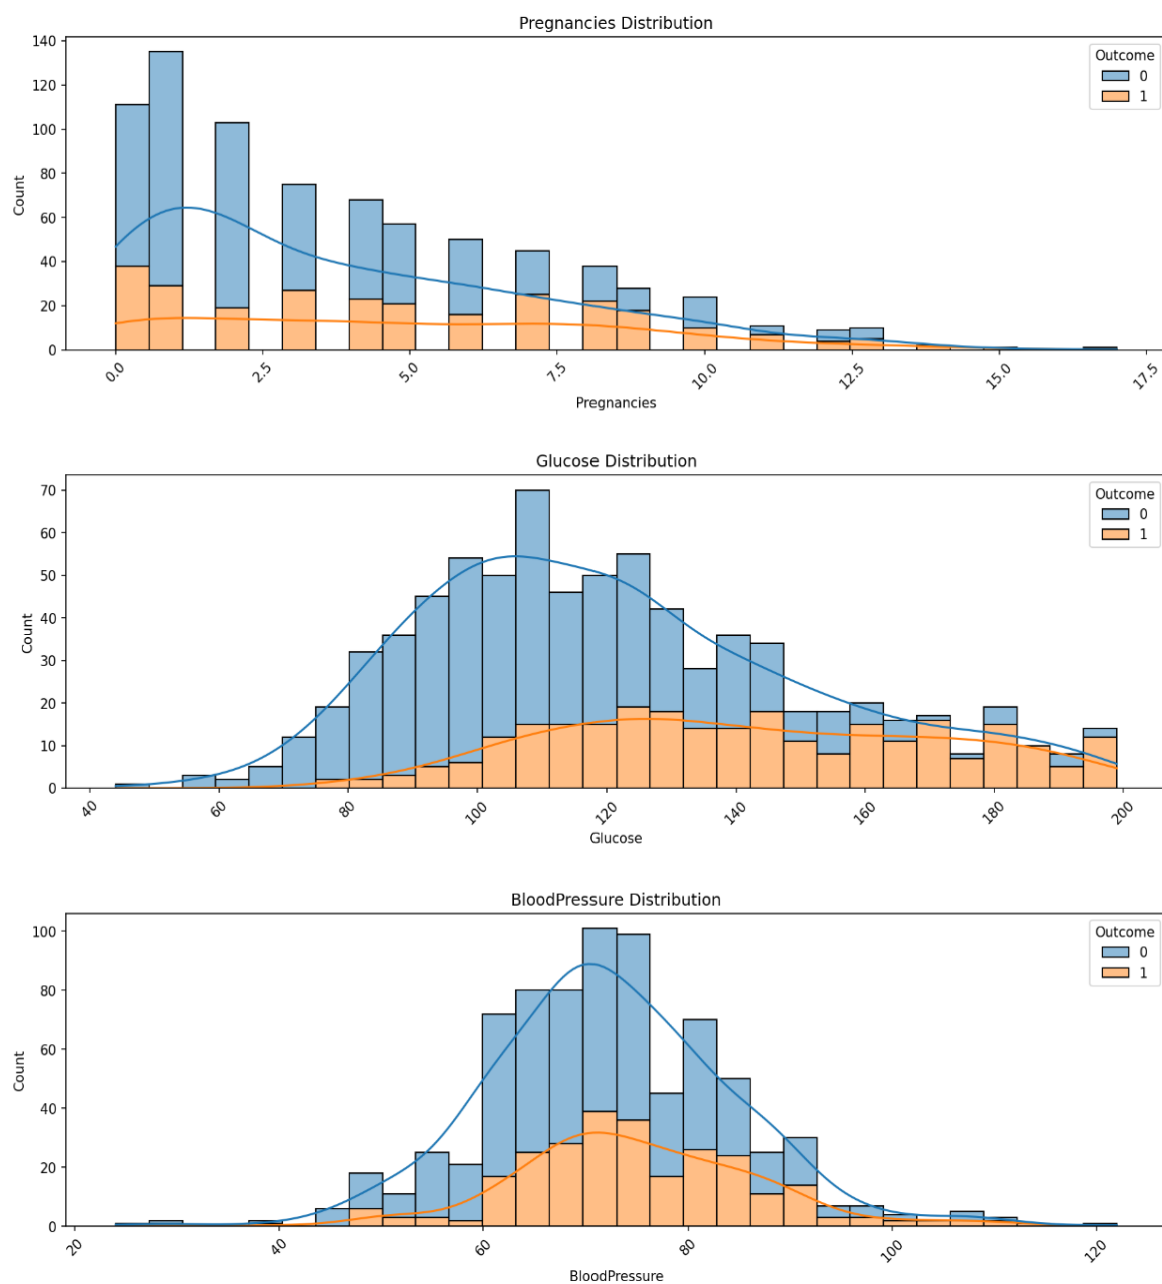 Pregnancies Distribution
140
120
100
80
60
40
20
0
Count
Outcome
0
1
0.0 2.5 5.0 7.5 10.0 12.5 15.0 17.5
Pregnancies
Glucose Distribution
70
60
50
40
30
20
10
0
Count
Outcome
0
1
40 60 80 100 120 140 160 180 200
Glucose
BloodPressure Distribution
100
80
60
40
20
0
Count
Outcome
0
1
20 40 60 80 100 120
BloodPressure